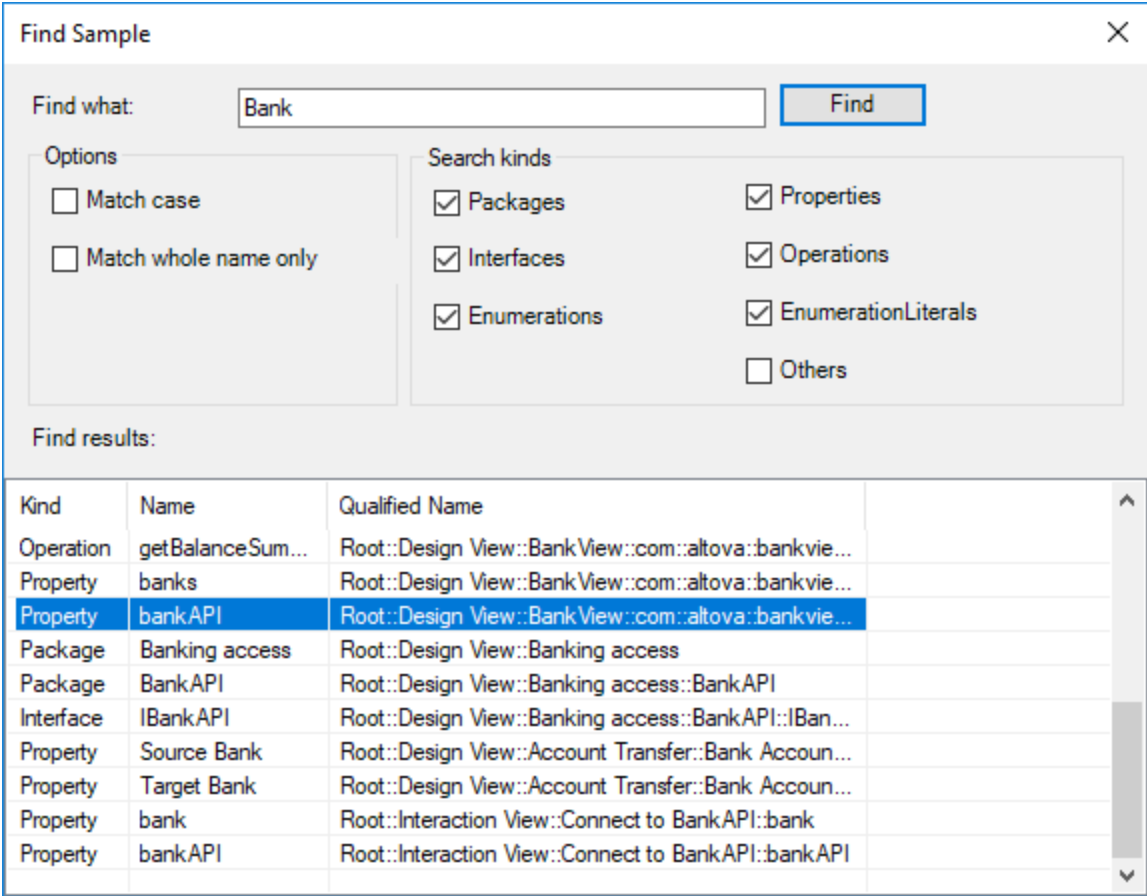 Find Sample
Find what: Bank Find
Options
Match case
Match whole name only
Search kinds
Packages Properties
Interfaces Operations
Enumerations EnumerationLiterals
Others
Find results:
Kind Name Qualified Name
Operation getBalanceSum... Root::Design View::BankView::com::altova::bankvie...
Property banks Root::Design View::BankView::com::altova::bankvie...
Property bankAPI Root::Design View::BankView::com::altova::bankvie...
Package Banking access Root::Design View::Banking access
Package BankAPI Root::Design View::Banking access::BankAPI
Interface IBankAPI Root::Design View::Banking access::BankAPI::IBan...
Property Source Bank Root::Design View::Account Transfer::Bank Accoun...
Property Target Bank Root::Design View::Account Transfer::Bank Accoun...
Property bank Root::Interaction View::Connect to BankAPI::bank
Property bankAPI Root::Interaction View::Connect to BankAPI::bankAPI